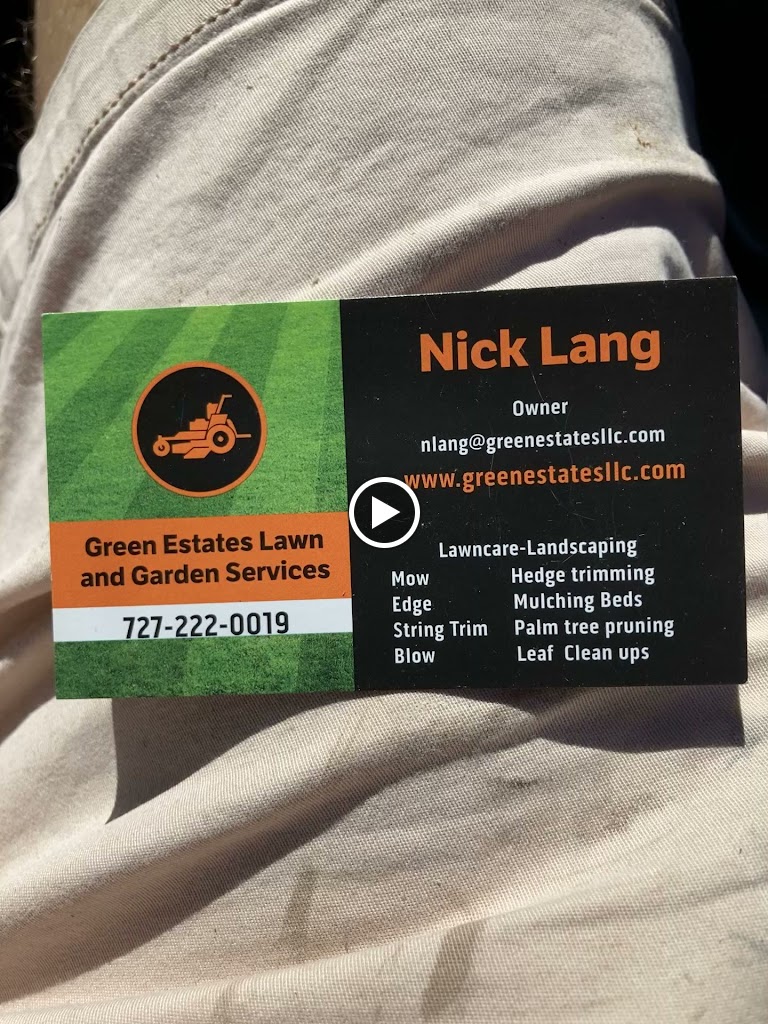 Green Estates Lawn
and Garden Services
727-222-0019
Nick Lang
Owner
nlang@greenestatesllc.com
www.greenestatesllc.com
Lawncare-Landscaping
Mow Hedge trimming
Edge Mulching Beds
String Trim Palm tree pruning
Blow Leaf Clean ups